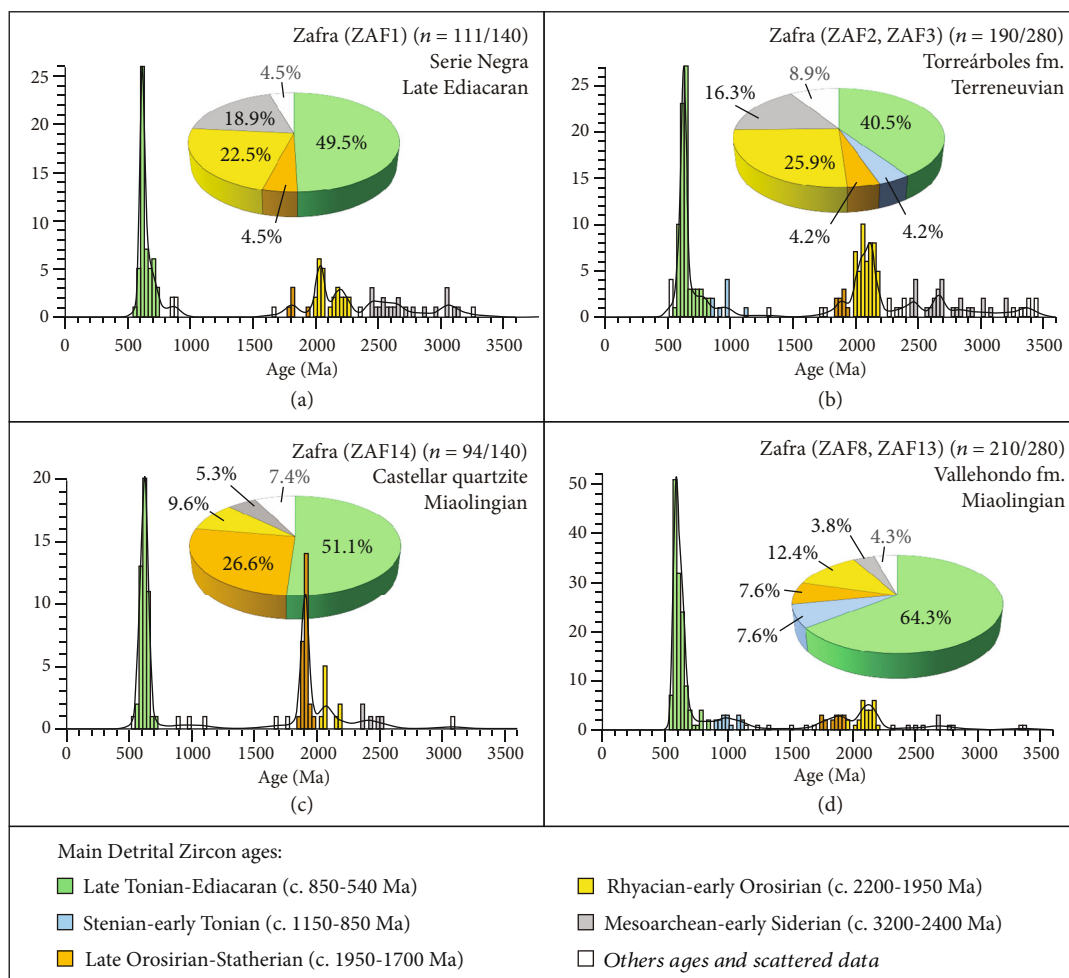 Zafra (ZAF1) (n = 111/140)
Serie Negra
Late Ediacaran
4.5%
18.9%
22.5%
49.5%
4.5%
25
20
15
10
5
0
0 500 1000 1500 2000 2500 3000 3500
Age (Ma)
(a)
Zafra (ZAF2, ZAF3) (n = 190/280)
Torreárboles fm.
Terreneuvian
8.9%
16.3%
40.5%
25.9%
4.2%
4.2%
25
20
15
10
5
0
0 500 1000 1500 2000 2500 3000 3500
Age (Ma)
(b)
Zafra (ZAF14) (n = 94/140)
Castellar quartzite
Miaolingian
5.3%
7.4%
9.6%
26.6%
51.1%
20
15
10
5
0
0 500 1000 1500 2000 2500 3000 3500
Age (Ma)
(c)
Zafra (ZAF8, ZAF13) (n = 210/280)
Vallehondo fm.
Miaolingian
3.8%
4.3%
12.4%
7.6%
7.6%
64.3%
50
40
30
20
10
0
0 500 1000 1500 2000 2500 3000 3500
Age (Ma)
(d)
Main Detrital Zircon ages:
Late Tonian-Ediacaran (c. 850-540 Ma)
Stenian-early Tonian (c. 1150-850 Ma)
Late Orosirian-Statherian (c. 1950-1700 Ma)
Rhyacian-early Orosirian (c. 2200-1950 Ma)
Mesoarchean-early Siderian (c. 3200-2400 Ma)
Others ages and scattered data